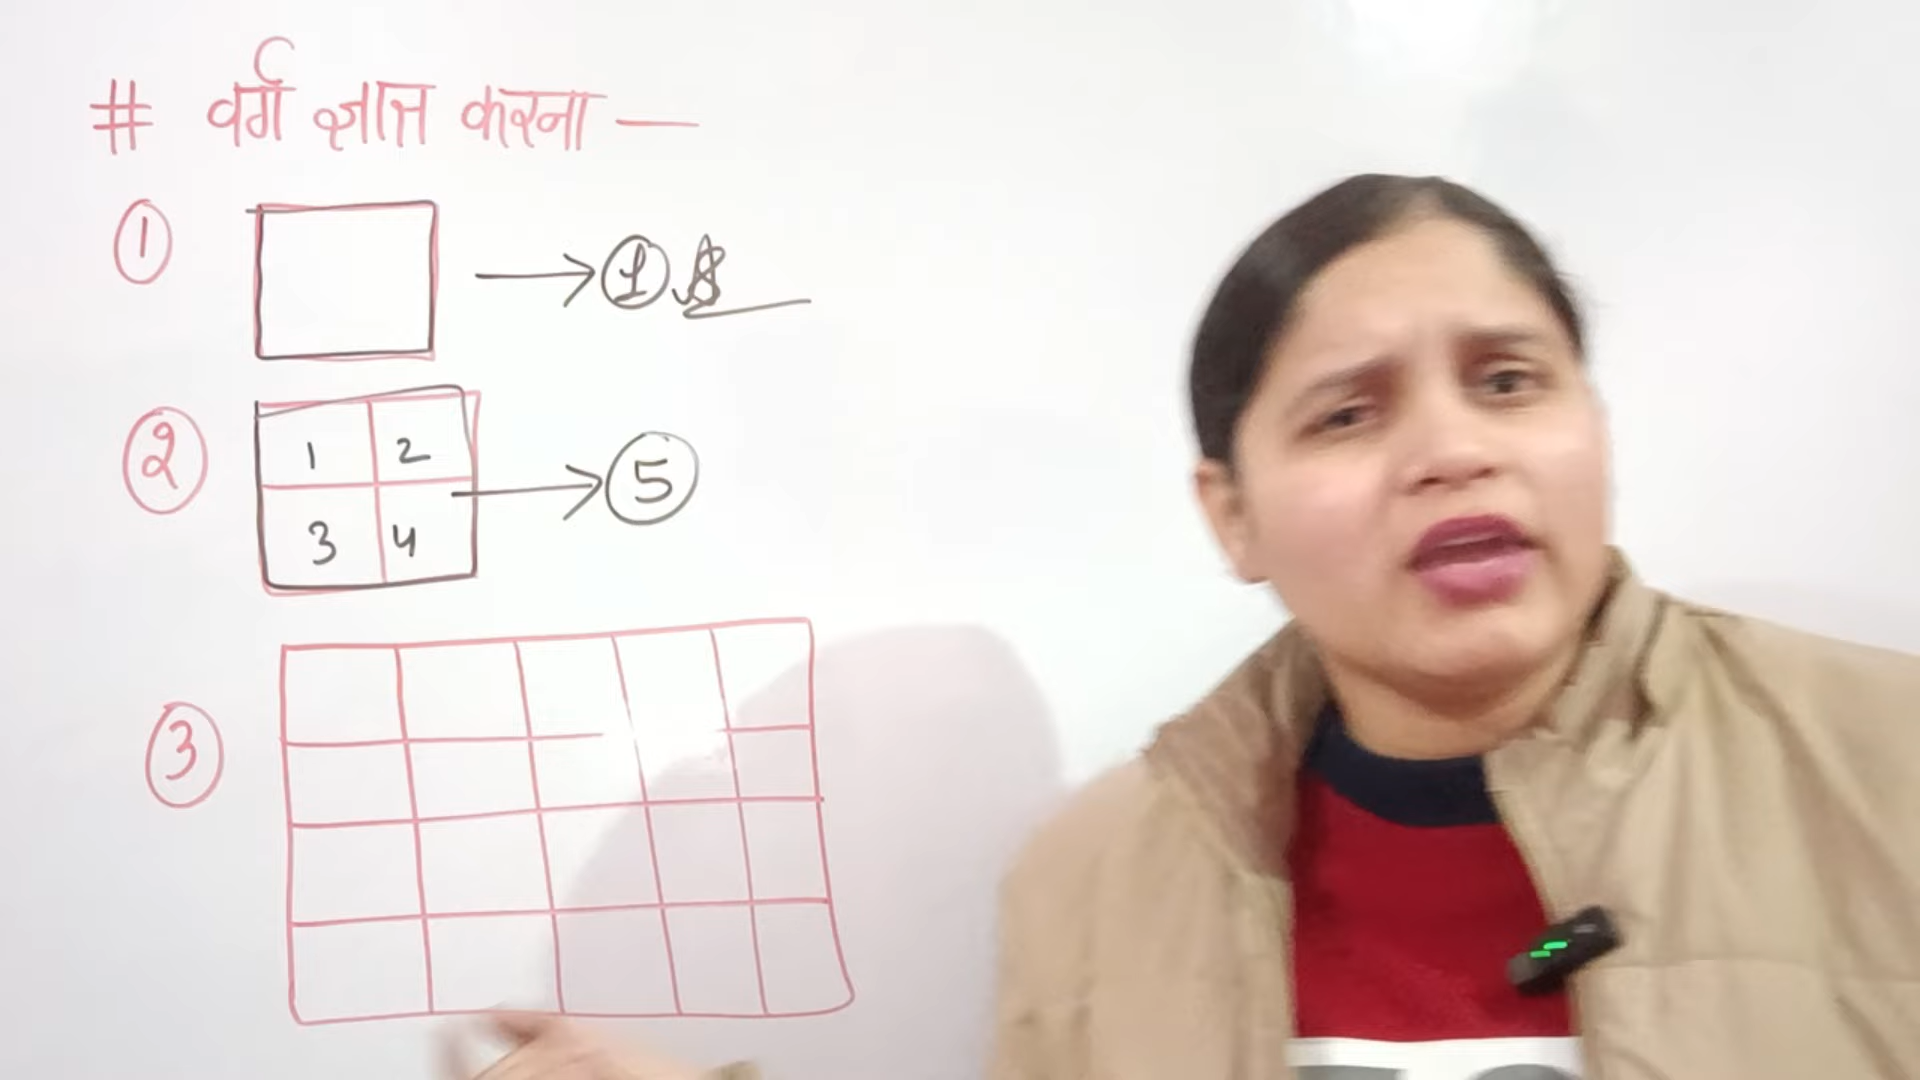 # वर्ग ज्ञात करना —
① → ①
② 1 2 → ⑤
3 4
③